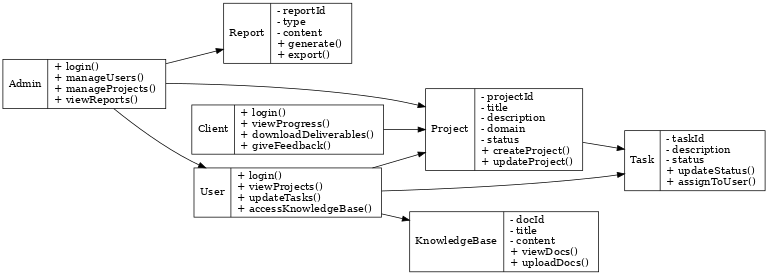 Report
- reportId
- type
- content
+ generate()
+ export()
Admin
+ login()
+ manageUsers()
+ manageProjects()
+ viewReports()
Client
+ login()
+ viewProgress()
+ downloadDeliverables()
+ giveFeedback()
Project
- projectId
- title
- description
- domain
- status
+ createProject()
+ updateProject()
Task
- taskId
- description
- status
+ updateStatus()
+ assignToUser()
User
+ login()
+ viewProjects()
+ updateTasks()
+ accessKnowledgeBase()
KnowledgeBase
- docId
- title
- content
+ viewDocs()
+ uploadDocs()